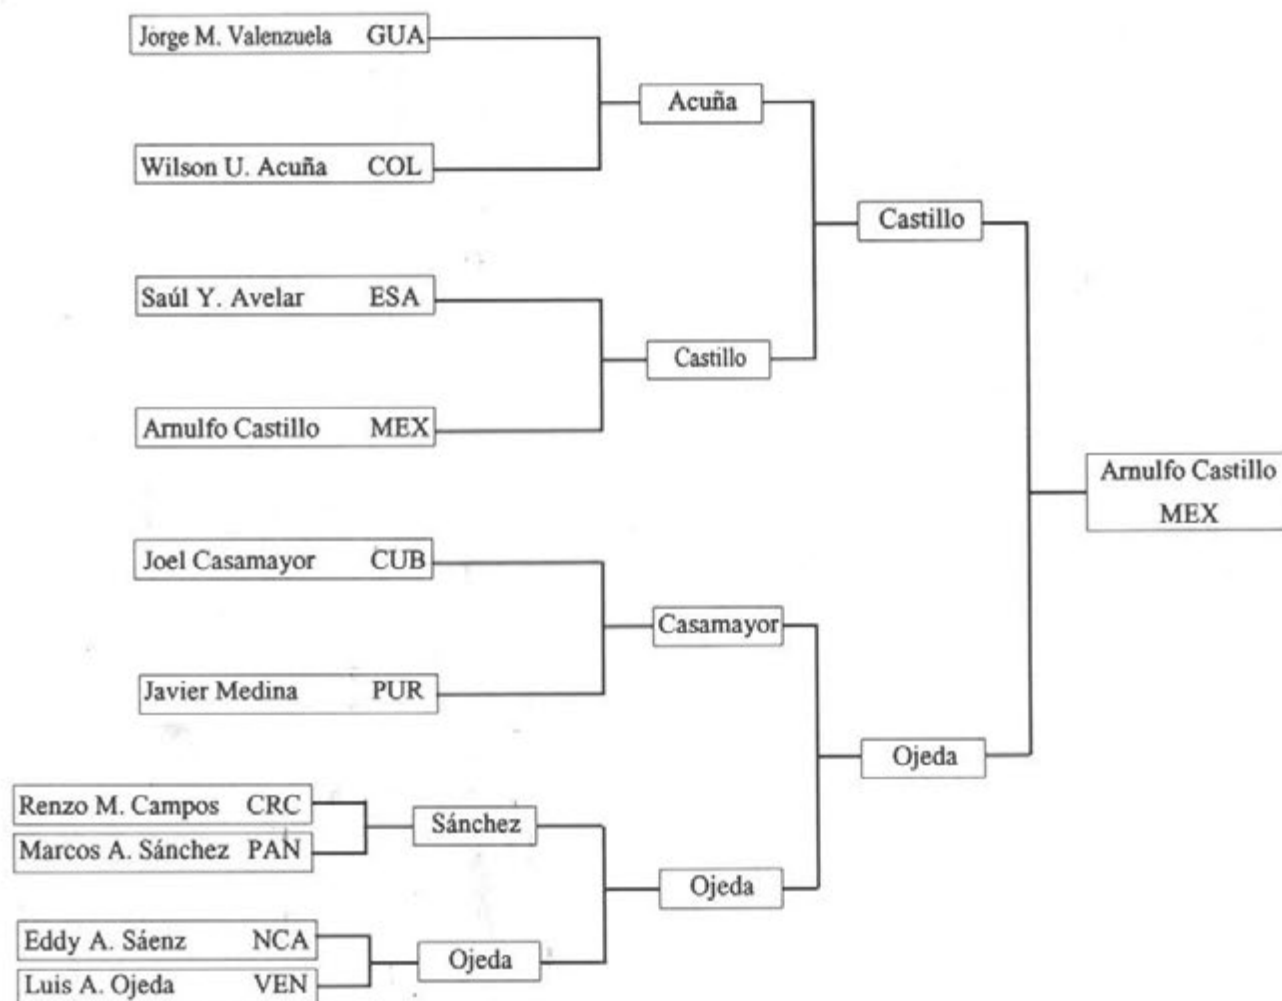 Jorge M. Valenzuela GUA
Acuña
Wilson U. Acuña COL
Castillo
Saúl Y. Avelar ESA
Castillo
Arnulfo Castillo MEX
Arnulfo Castillo
MEX
Joel Casamayor CUB
Casamayor
Javier Medina PUR
Ojeda
Renzo M. Campos CRC
Sánchez
Marcos A. Sánchez PAN
Ojeda
Eddy A. Sáenz NCA
Ojeda
Luis A. Ojeda VEN